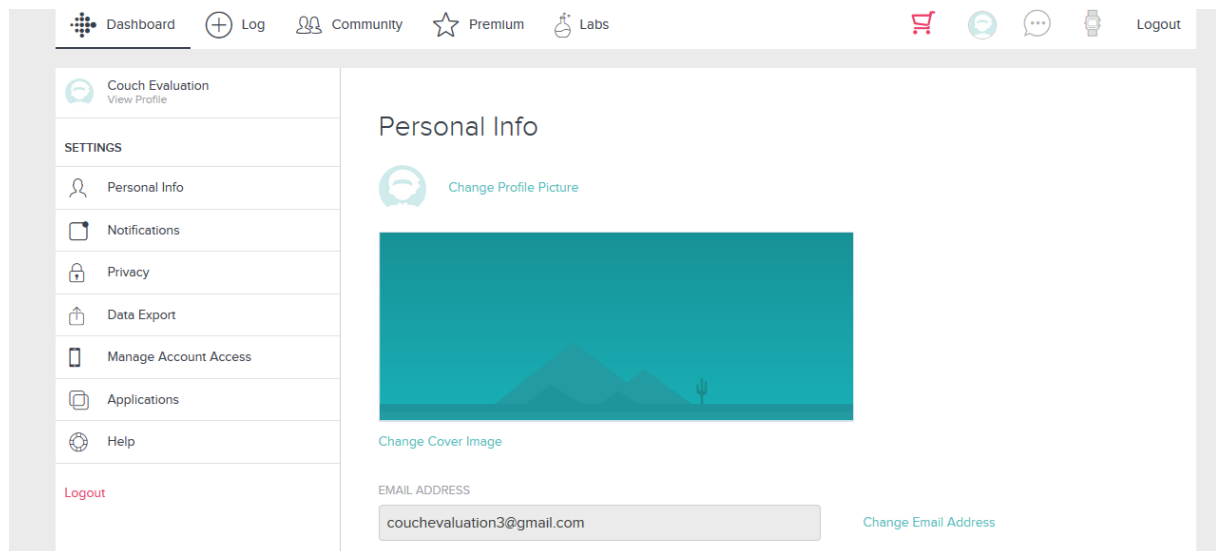 Dashboard Log Community Premium Labs Logout
Couch Evaluation
View Profile
SETTINGS
Personal Info
Notifications
Privacy
Data Export
Manage Account Access
Applications
Help
Logout
Personal Info
Change Profile Picture
Change Cover Image
EMAIL ADDRESS
couchevaluation3@gmail.com Change Email Address